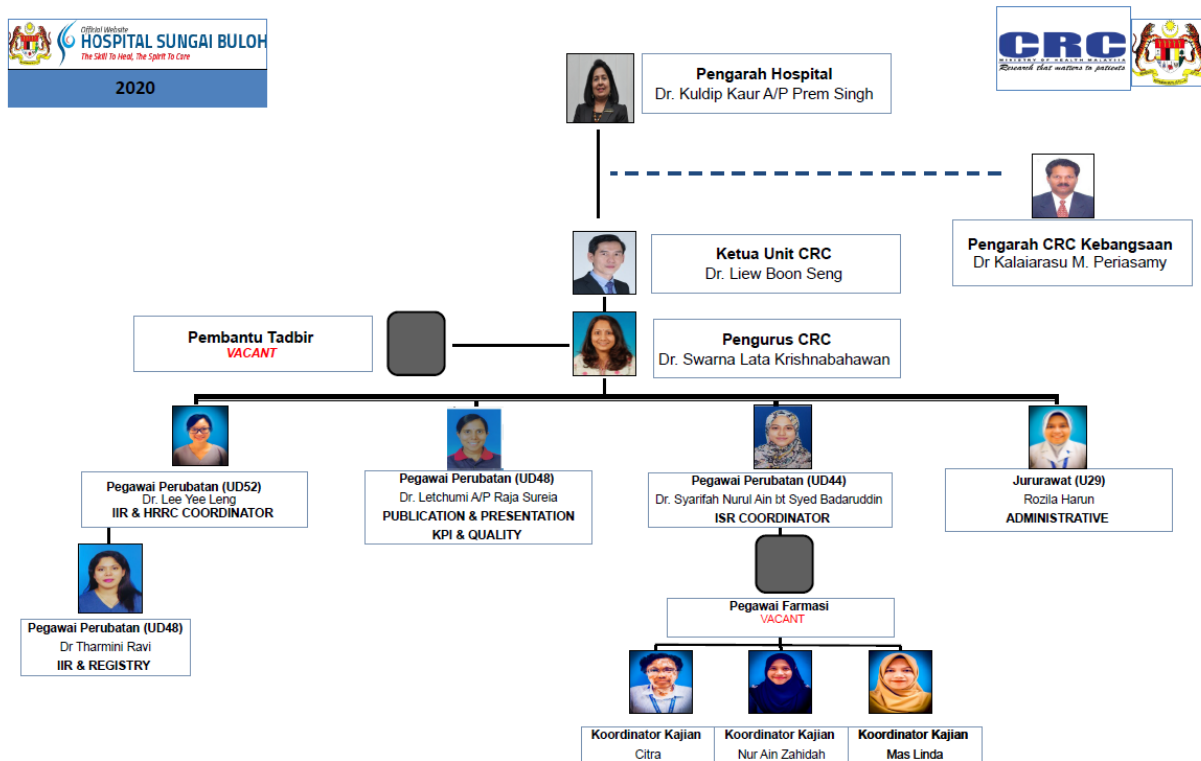 Official Website
HOSPITAL SUNGAI BULOH
The Skill To Heal, The Spirit To Care
2020
CRC
MINISTRY OF HEALTH MALAYSIA
Research that matters to patients
Pengarah Hospital
Dr. Kuldip Kaur A/P Prem Singh
Pengarah CRC Kebangsaan
Dr Kalaiarasu M. Periasamy
Ketua Unit CRC
Dr. Liew Boon Seng
Pembantu Tadbir
VACANT
Pengurus CRC
Dr. Swarna Lata Krishnabahawan
Pegawai Perubatan (UD52)
Dr. Lee Yee Leng
IIR & HRRC COORDINATOR
Pegawai Perubatan (UD48)
Dr. Letchumi A/P Raja Sureia
PUBLICATION & PRESENTATION
KPI & QUALITY
Pegawai Perubatan (UD44)
Dr. Syarifah Nurul Ain bt Syed Badaruddin
ISR COORDINATOR
Jururawat (U29)
Rozila Harun
ADMINISTRATIVE
Pegawai Perubatan (UD48)
Dr Tharmini Ravi
IIR & REGISTRY
Pegawai Farmasi
VACANT
Koordinator Kajian
Citra
Koordinator Kajian
Nur Ain Zahidah
Koordinator Kajian
Mas Linda